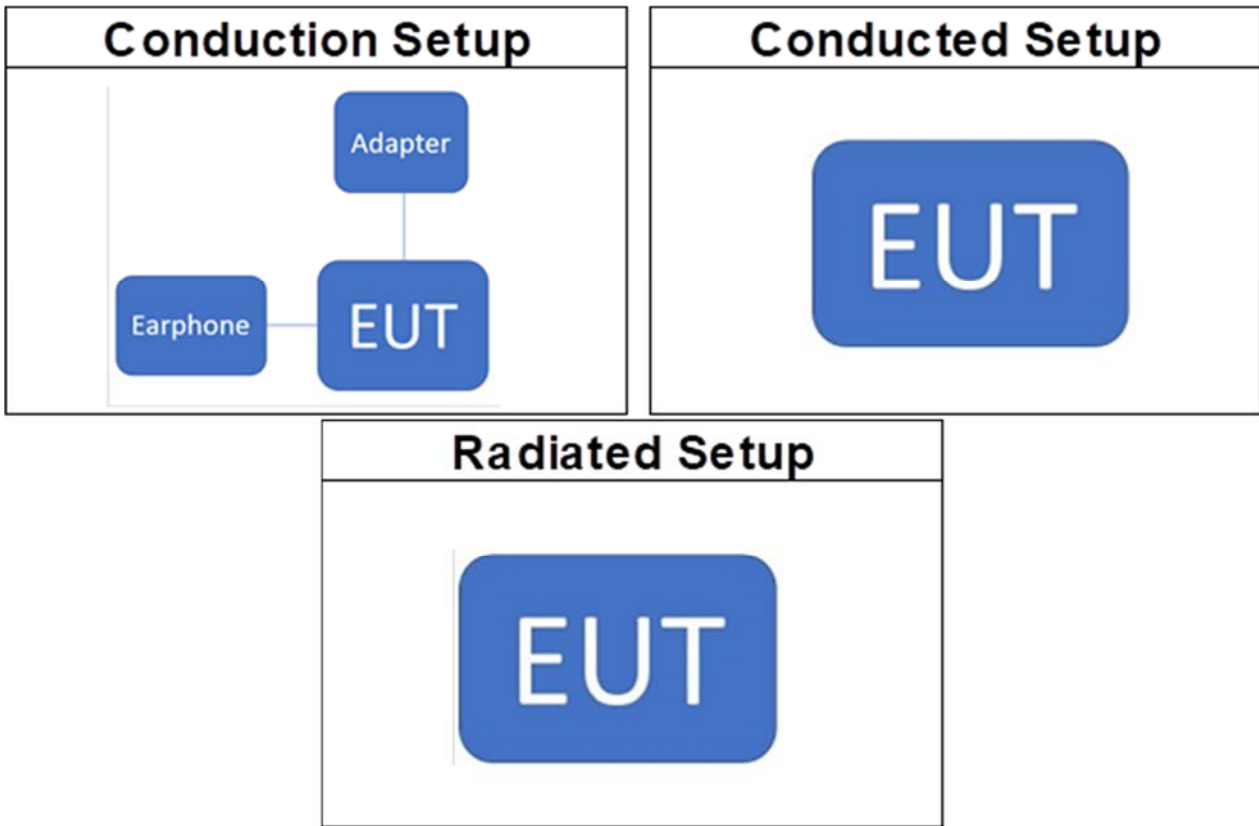 Conduction Setup
Adapter
Earphone
EUT
Conducted Setup
EUT
Radiated Setup
EUT